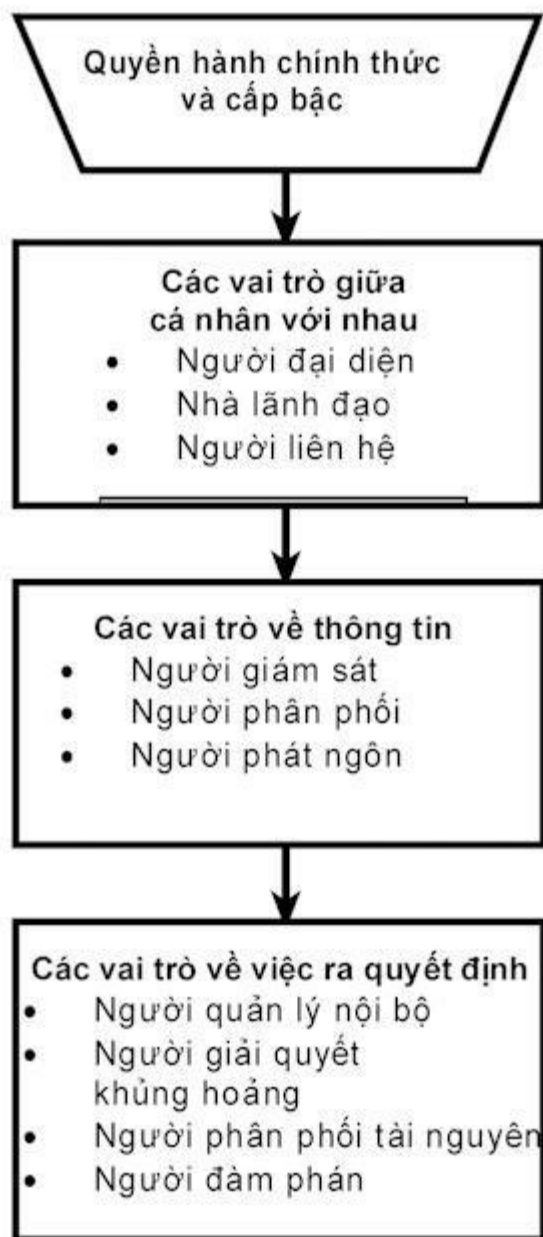 Quyền hành chính thức
và cấp bậc
Các vai trò giữa
cá nhân với nhau
• Người đại diện
• Nhà lãnh đạo
• Người liên hệ
Các vai trò về thông tin
• Người giám sát
• Người phân phối
• Người phát ngôn
Các vai trò về việc ra quyết định
• Người quản lý nội bộ
• Người giải quyết
khủng hoảng
• Người phân phối tài nguyên
• Người đàm phán